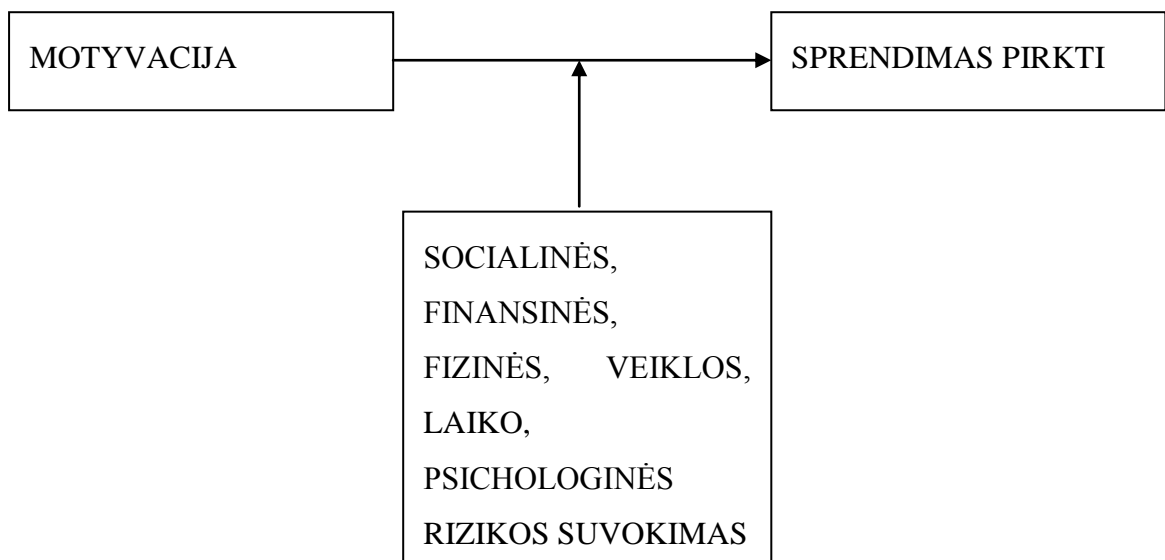 MOTYVACIJA
SPRENDIMAS PIRKTI
SOCIALINĖS,
FINANSINĖS,
FIZINĖS, VEIKLOS,
LAIKO,
PSICHOLOGINĖS
RIZIKOS SUVOKIMAS